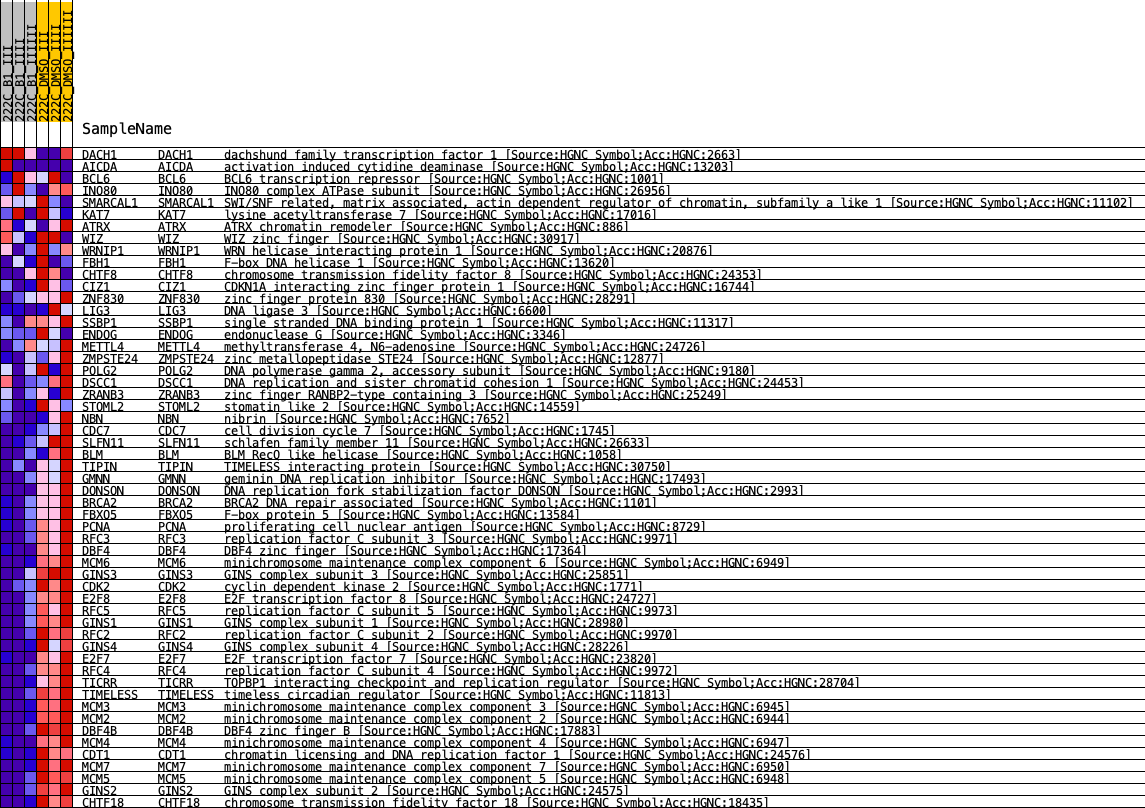 222C_B1_III
222C_B1_IIII
222C_B1_IIIIII
222C_DMSO_III
222C_DMSO_IIII
222C_DMSO_IIIIII
SampleName
DACH1 DACH1 dachshund family transcription factor 1 [Source:HGNC Symbol;Acc:HGNC:2663]
AICDA AICDA activation induced cytidine deaminase [Source:HGNC Symbol;Acc:HGNC:13203]
BCL6 BCL6 BCL6 transcription repressor [Source:HGNC Symbol;Acc:HGNC:1001]
INO80 INO80 INO80 complex ATPase subunit [Source:HGNC Symbol;Acc:HGNC:26956]
SMARCAL1 SMARCAL1 SWI/SNF related, matrix associated, actin dependent regulator of chromatin, subfamily a like 1 [Source:HGNC Symbol;Acc:HGNC:11102]
KAT7 KAT7 lysine acetyltransferase 7 [Source:HGNC Symbol;Acc:HGNC:17016]
ATRX ATRX ATRX chromatin remodeler [Source:HGNC Symbol;Acc:HGNC:886]
WIZ WIZ WIZ zinc finger [Source:HGNC Symbol;Acc:HGNC:30917]
WRNIP1 WRNIP1 WRN helicase interacting protein 1 [Source:HGNC Symbol;Acc:HGNC:20876]
FBH1 FBH1 F-box DNA helicase 1 [Source:HGNC Symbol;Acc:HGNC:13620]
CHTF8 CHTF8 chromosome transmission fidelity factor 8 [Source:HGNC Symbol;Acc:HGNC:24353]
CIZ1 CIZ1 CDKN1A interacting zinc finger protein 1 [Source:HGNC Symbol;Acc:HGNC:16744]
ZNF830 ZNF830 zinc finger protein 830 [Source:HGNC Symbol;Acc:HGNC:28291]
LIG3 LIG3 DNA ligase 3 [Source:HGNC Symbol;Acc:HGNC:6600]
SSBP1 SSBP1 single stranded DNA binding protein 1 [Source:HGNC Symbol;Acc:HGNC:11317]
ENDOG ENDOG endonuclease G [Source:HGNC Symbol;Acc:HGNC:3346]
METTL4 METTL4 methyltransferase 4, N6-adenosine [Source:HGNC Symbol;Acc:HGNC:24726]
ZMPSTE24 ZMPSTE24 zinc metallopeptidase STE24 [Source:HGNC Symbol;Acc:HGNC:12877]
POLG2 POLG2 DNA polymerase gamma 2, accessory subunit [Source:HGNC Symbol;Acc:HGNC:9180]
DSCC1 DSCC1 DNA replication and sister chromatid cohesion 1 [Source:HGNC Symbol;Acc:HGNC:24453]
ZRANB3 ZRANB3 zinc finger RANBP2-type containing 3 [Source:HGNC Symbol;Acc:HGNC:25249]
STOML2 STOML2 stomatin like 2 [Source:HGNC Symbol;Acc:HGNC:14559]
NBN NBN nibrin [Source:HGNC Symbol;Acc:HGNC:7652]
CDC7 CDC7 cell division cycle 7 [Source:HGNC Symbol;Acc:HGNC:1745]
SLFN11 SLFN11 schlafen family member 11 [Source:HGNC Symbol;Acc:HGNC:26633]
BLM BLM BLM RecQ like helicase [Source:HGNC Symbol;Acc:HGNC:1058]
TIPIN TIPIN TIMELESS interacting protein [Source:HGNC Symbol;Acc:HGNC:30750]
GMNN GMNN geminin DNA replication inhibitor [Source:HGNC Symbol;Acc:HGNC:17493]
DONSON DONSON DNA replication fork stabilization factor DONSON [Source:HGNC Symbol;Acc:HGNC:2993]
BRCA2 BRCA2 BRCA2 DNA repair associated [Source:HGNC Symbol;Acc:HGNC:1101]
FBXO5 FBXO5 F-box protein 5 [Source:HGNC Symbol;Acc:HGNC:13584]
PCNA PCNA proliferating cell nuclear antigen [Source:HGNC Symbol;Acc:HGNC:8729]
RFC3 RFC3 replication factor C subunit 3 [Source:HGNC Symbol;Acc:HGNC:9971]
DBF4 DBF4 DBF4 zinc finger [Source:HGNC Symbol;Acc:HGNC:17364]
MCM6 MCM6 minichromosome maintenance complex component 6 [Source:HGNC Symbol;Acc:HGNC:6949]
GINS3 GINS3 GINS complex subunit 3 [Source:HGNC Symbol;Acc:HGNC:25851]
CDK2 CDK2 cyclin dependent kinase 2 [Source:HGNC Symbol;Acc:HGNC:1771]
E2F8 E2F8 E2F transcription factor 8 [Source:HGNC Symbol;Acc:HGNC:24727]
RFC5 RFC5 replication factor C subunit 5 [Source:HGNC Symbol;Acc:HGNC:9973]
GINS1 GINS1 GINS complex subunit 1 [Source:HGNC Symbol;Acc:HGNC:28980]
RFC2 RFC2 replication factor C subunit 2 [Source:HGNC Symbol;Acc:HGNC:9970]
GINS4 GINS4 GINS complex subunit 4 [Source:HGNC Symbol;Acc:HGNC:28226]
E2F7 E2F7 E2F transcription factor 7 [Source:HGNC Symbol;Acc:HGNC:23820]
RFC4 RFC4 replication factor C subunit 4 [Source:HGNC Symbol;Acc:HGNC:9972]
TICRR TICRR TOPBP1 interacting checkpoint and replication regulator [Source:HGNC Symbol;Acc:HGNC:28704]
TIMELESS TIMELESS timeless circadian regulator [Source:HGNC Symbol;Acc:HGNC:11813]
MCM3 MCM3 minichromosome maintenance complex component 3 [Source:HGNC Symbol;Acc:HGNC:6945]
MCM2 MCM2 minichromosome maintenance complex component 2 [Source:HGNC Symbol;Acc:HGNC:6944]
DBF4B DBF4B DBF4 zinc finger B [Source:HGNC Symbol;Acc:HGNC:17883]
MCM4 MCM4 minichromosome maintenance complex component 4 [Source:HGNC Symbol;Acc:HGNC:6947]
CDT1 CDT1 chromatin licensing and DNA replication factor 1 [Source:HGNC Symbol;Acc:HGNC:24576]
MCM7 MCM7 minichromosome maintenance complex component 7 [Source:HGNC Symbol;Acc:HGNC:6950]
MCM5 MCM5 minichromosome maintenance complex component 5 [Source:HGNC Symbol;Acc:HGNC:6948]
GINS2 GINS2 GINS complex subunit 2 [Source:HGNC Symbol;Acc:HGNC:24575]
CHTF18 CHTF18 chromosome transmission fidelity factor 18 [Source:HGNC Symbol;Acc:HGNC:18435]